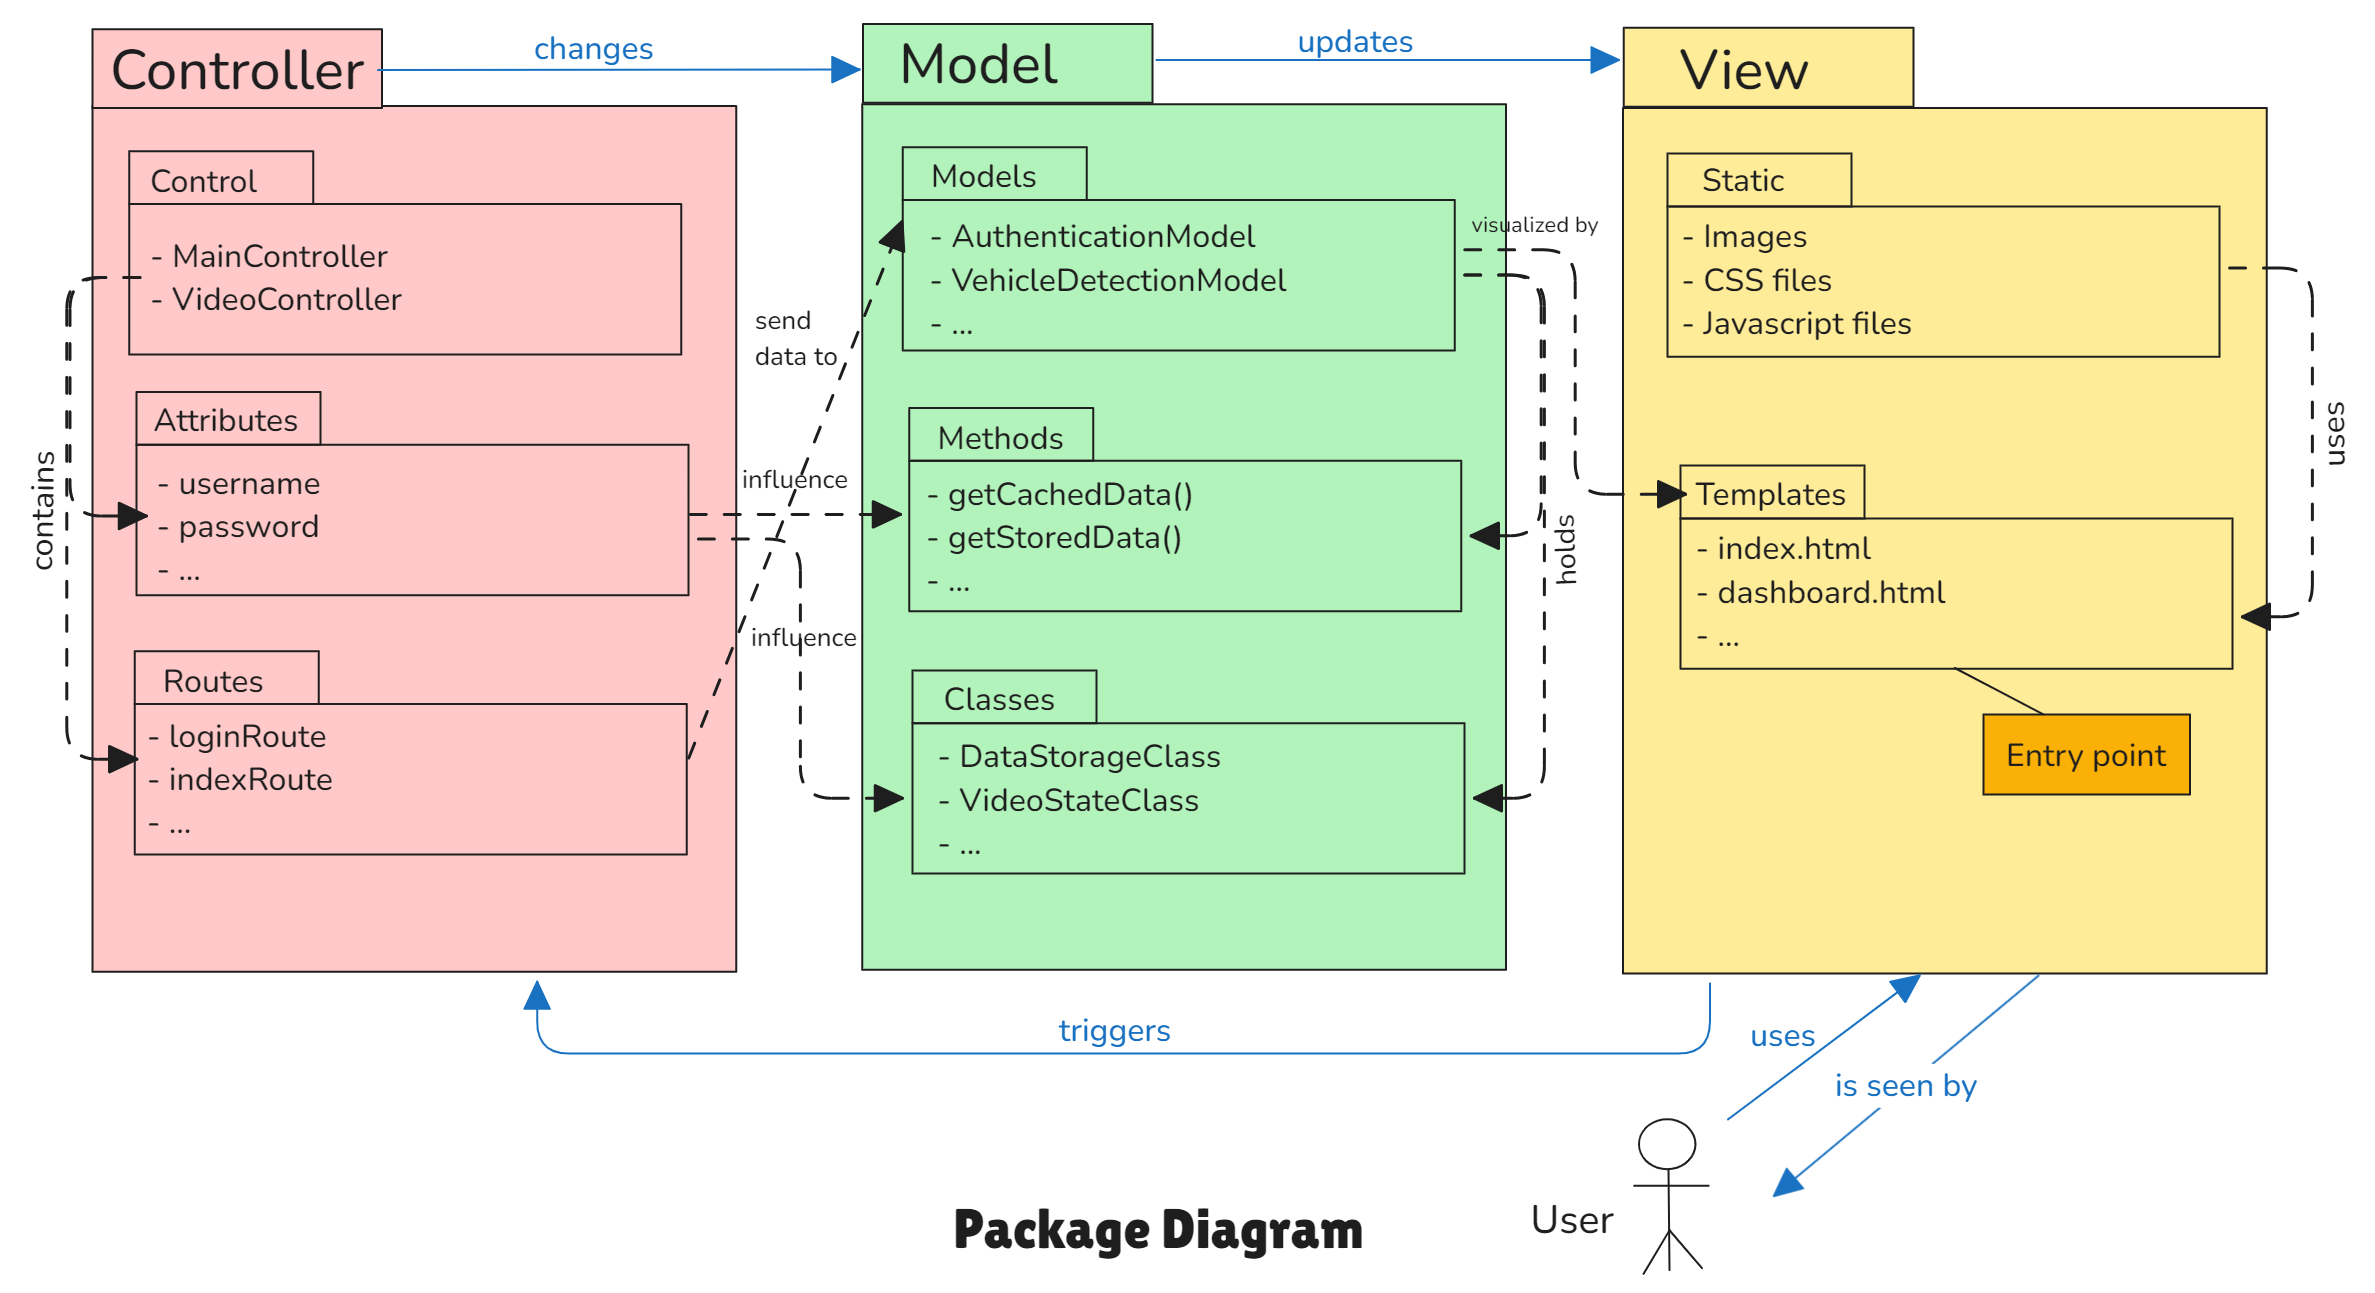 Controller
changes
Model
updates
View
Control
- MainController
- VideoController
Attributes
- username
- password
- ...
Routes
- loginRoute
- indexRoute
- ...
contains
send
data to
influence
influence
Models
- AuthenticationModel
- VehicleDetectionModel
- ...
Methods
- getCachedData()
- getStoredData()
- ...
Classes
- DataStorageClass
- VideoStateClass
- ...
visualized by
holds
Static
- Images
- CSS files
- Javascript files
Templates
- index.html
- dashboard.html
- ...
Entry point
uses
triggers
uses
is seen by
User
Package Diagram